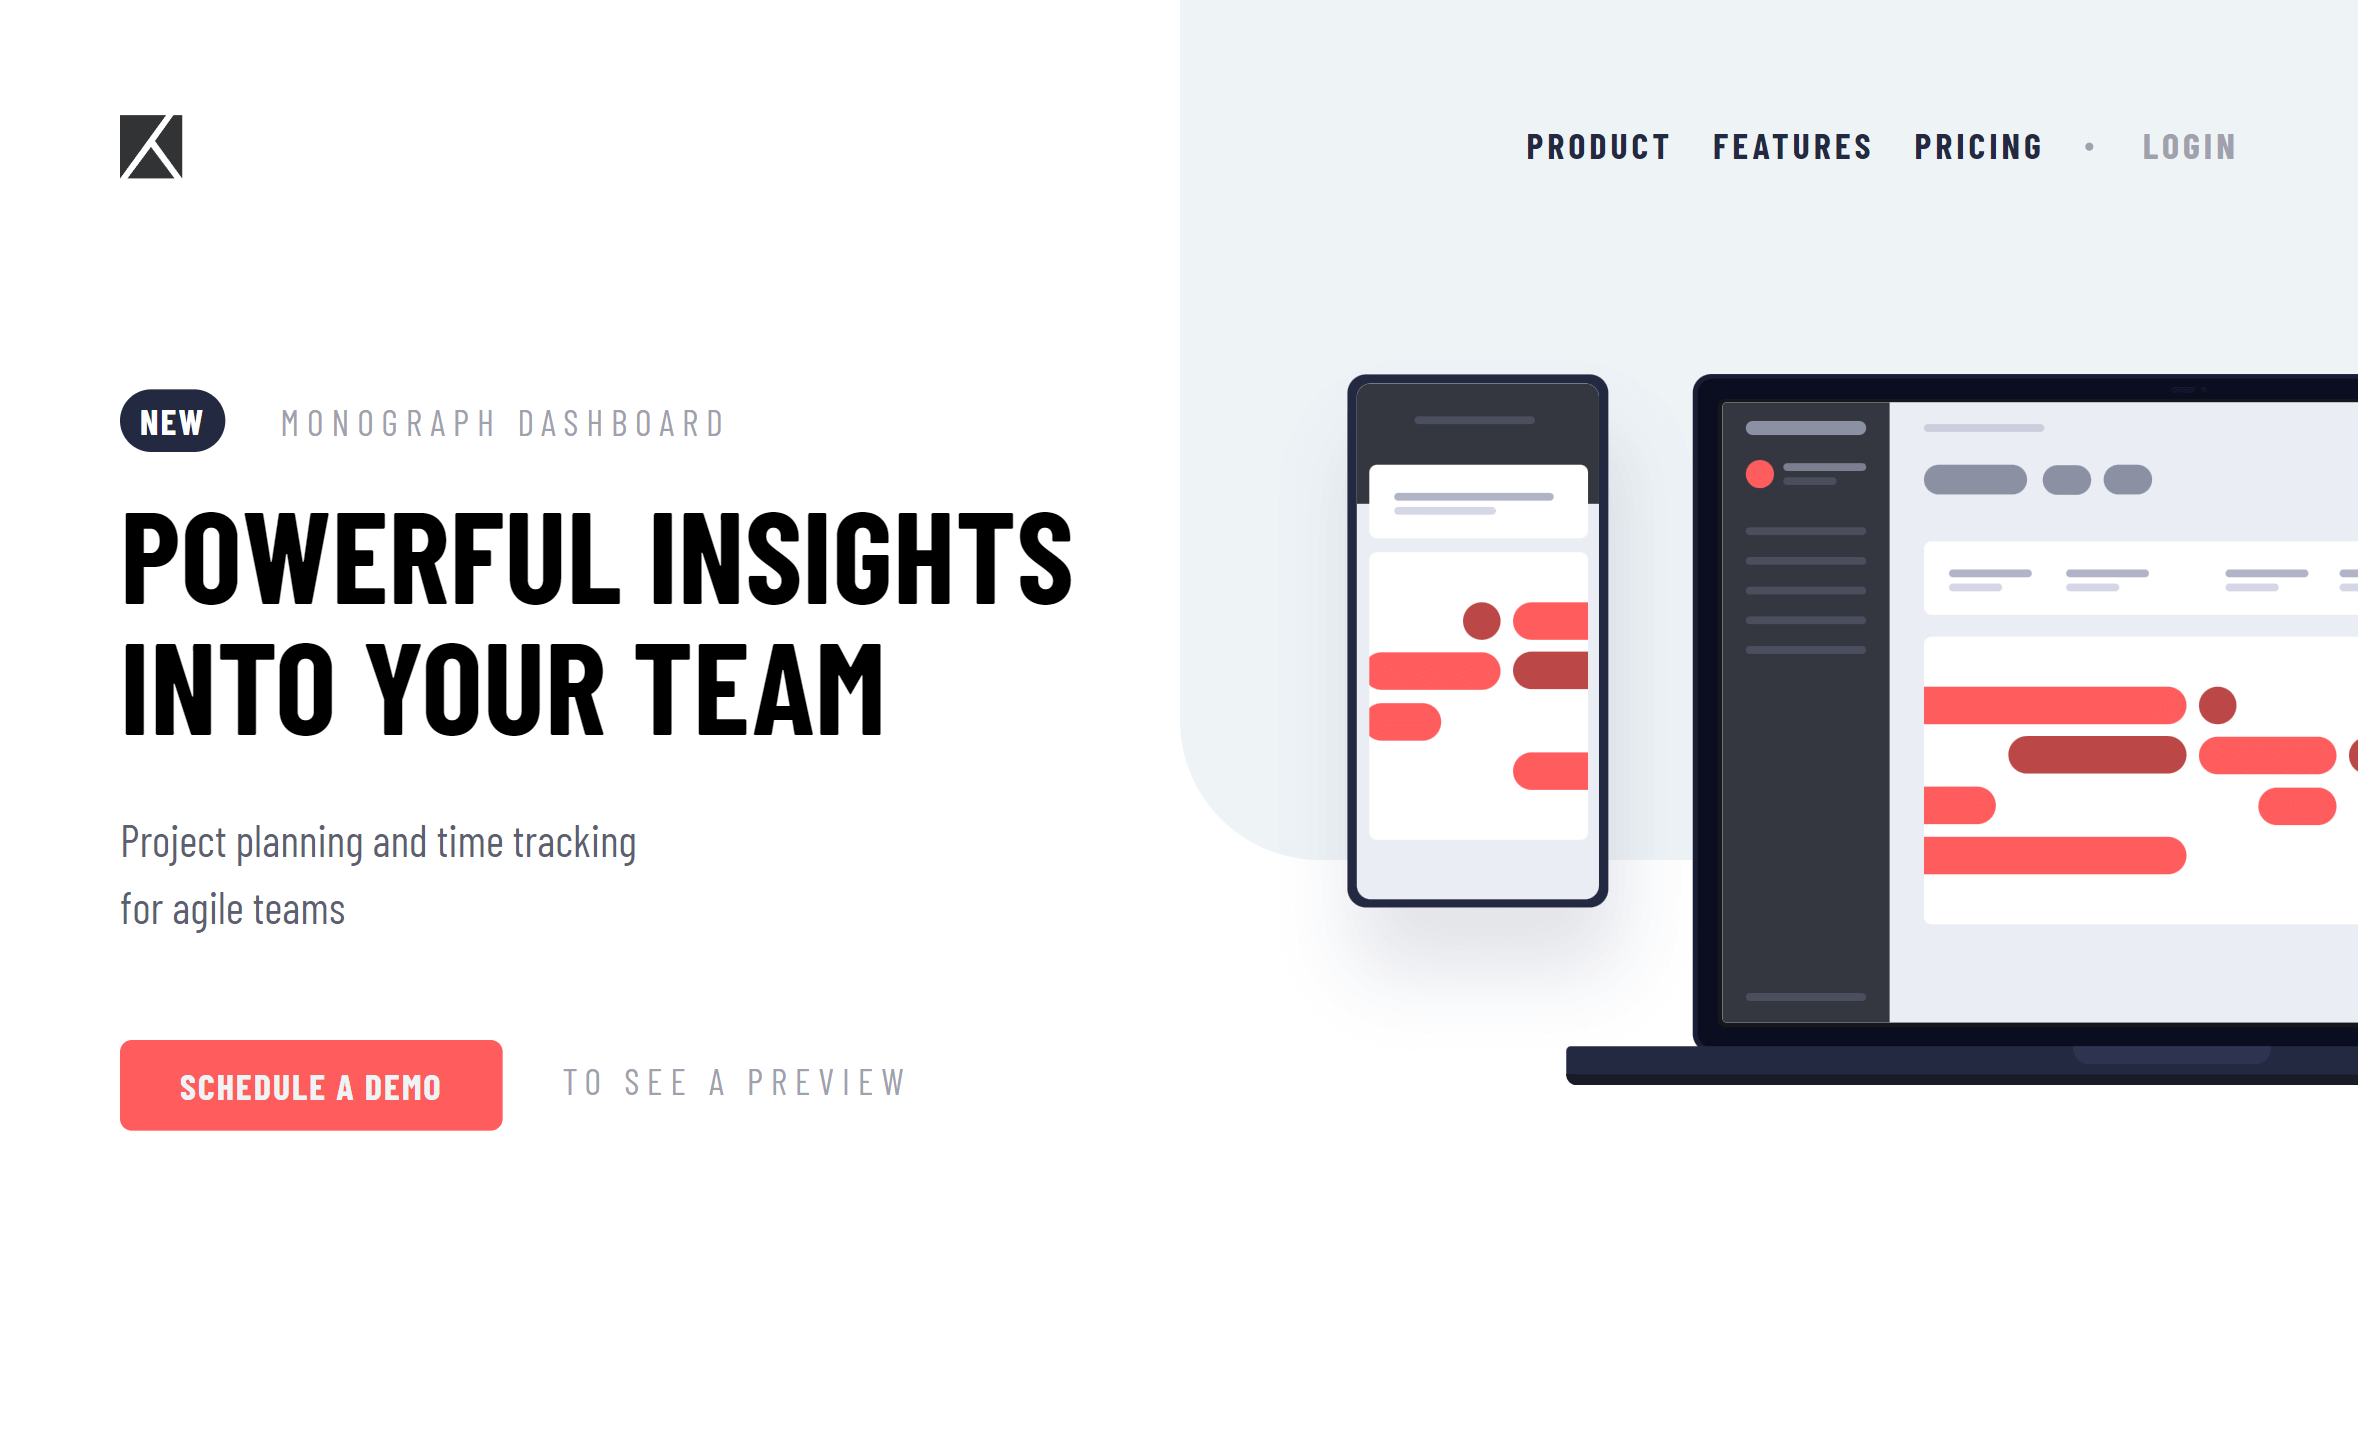 PRODUCT FEATURES PRICING • LOGIN
NEW MONOGRAPH DASHBOARD
POWERFUL INSIGHTS
INTO YOUR TEAM
Project planning and time tracking
for agile teams
SCHEDULE A DEMO TO SEE A PREVIEW